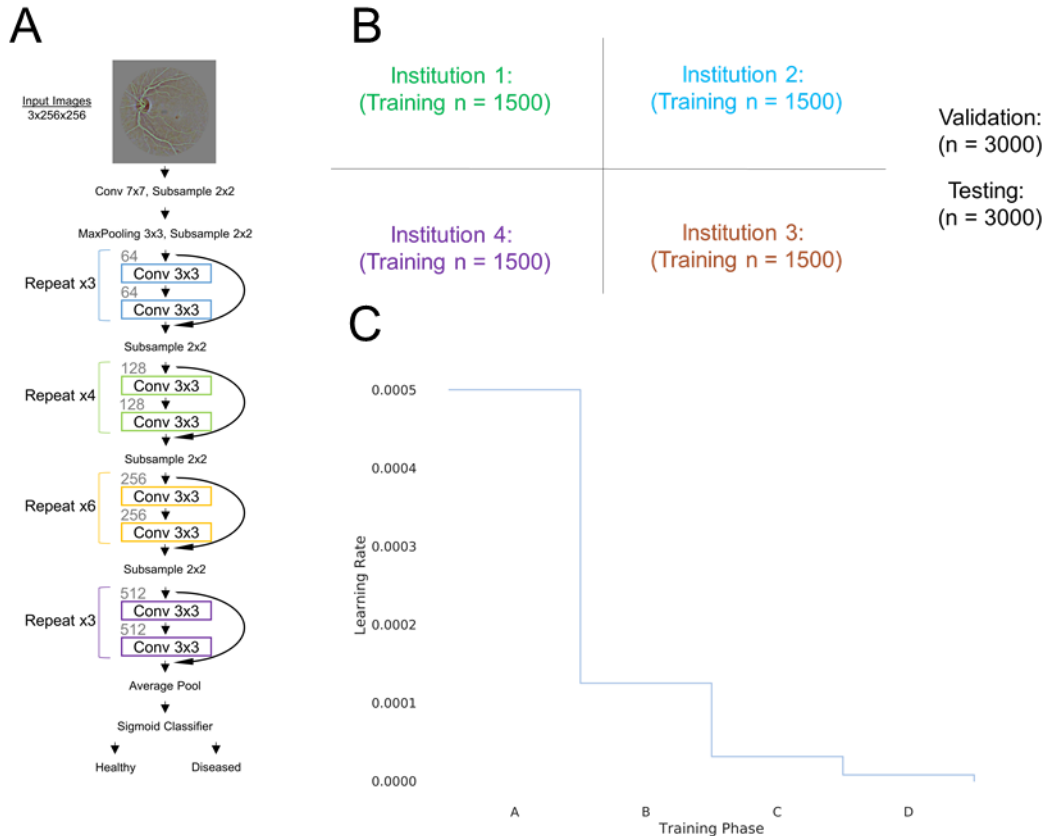 A
Input Images
3x256x256
Conv 7x7, Subsample 2x2
MaxPooling 3x3, Subsample 2x2
Repeat x3
64
Conv 3x3
64
Conv 3x3
Subsample 2x2
Repeat x4
128
Conv 3x3
128
Conv 3x3
Subsample 2x2
Repeat x6
256
Conv 3x3
256
Conv 3x3
Subsample 2x2
Repeat x3
512
Conv 3x3
512
Conv 3x3
Average Pool
Sigmoid Classifier
Healthy
Diseased
B
Institution 1:
(Training n = 1500)
Institution 2:
(Training n = 1500)
Institution 4:
(Training n = 1500)
Institution 3:
(Training n = 1500)
Validation:
(n = 3000)
Testing:
(n = 3000)
C
Learning Rate
0.0005
0.0004
0.0003
0.0002
0.0001
0.0000
A
B
C
D
Training Phase